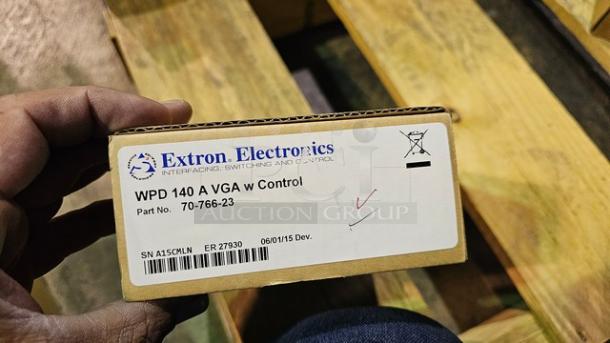 Extron® Electronics
INTERFACING, SWITCHING AND CONTROL
WPD 140 A VGA w Control
Part No. 70-766-23
PCI
AUCTION GROUP
SN A15CMLN ER 27930 06/01/15 Dev.